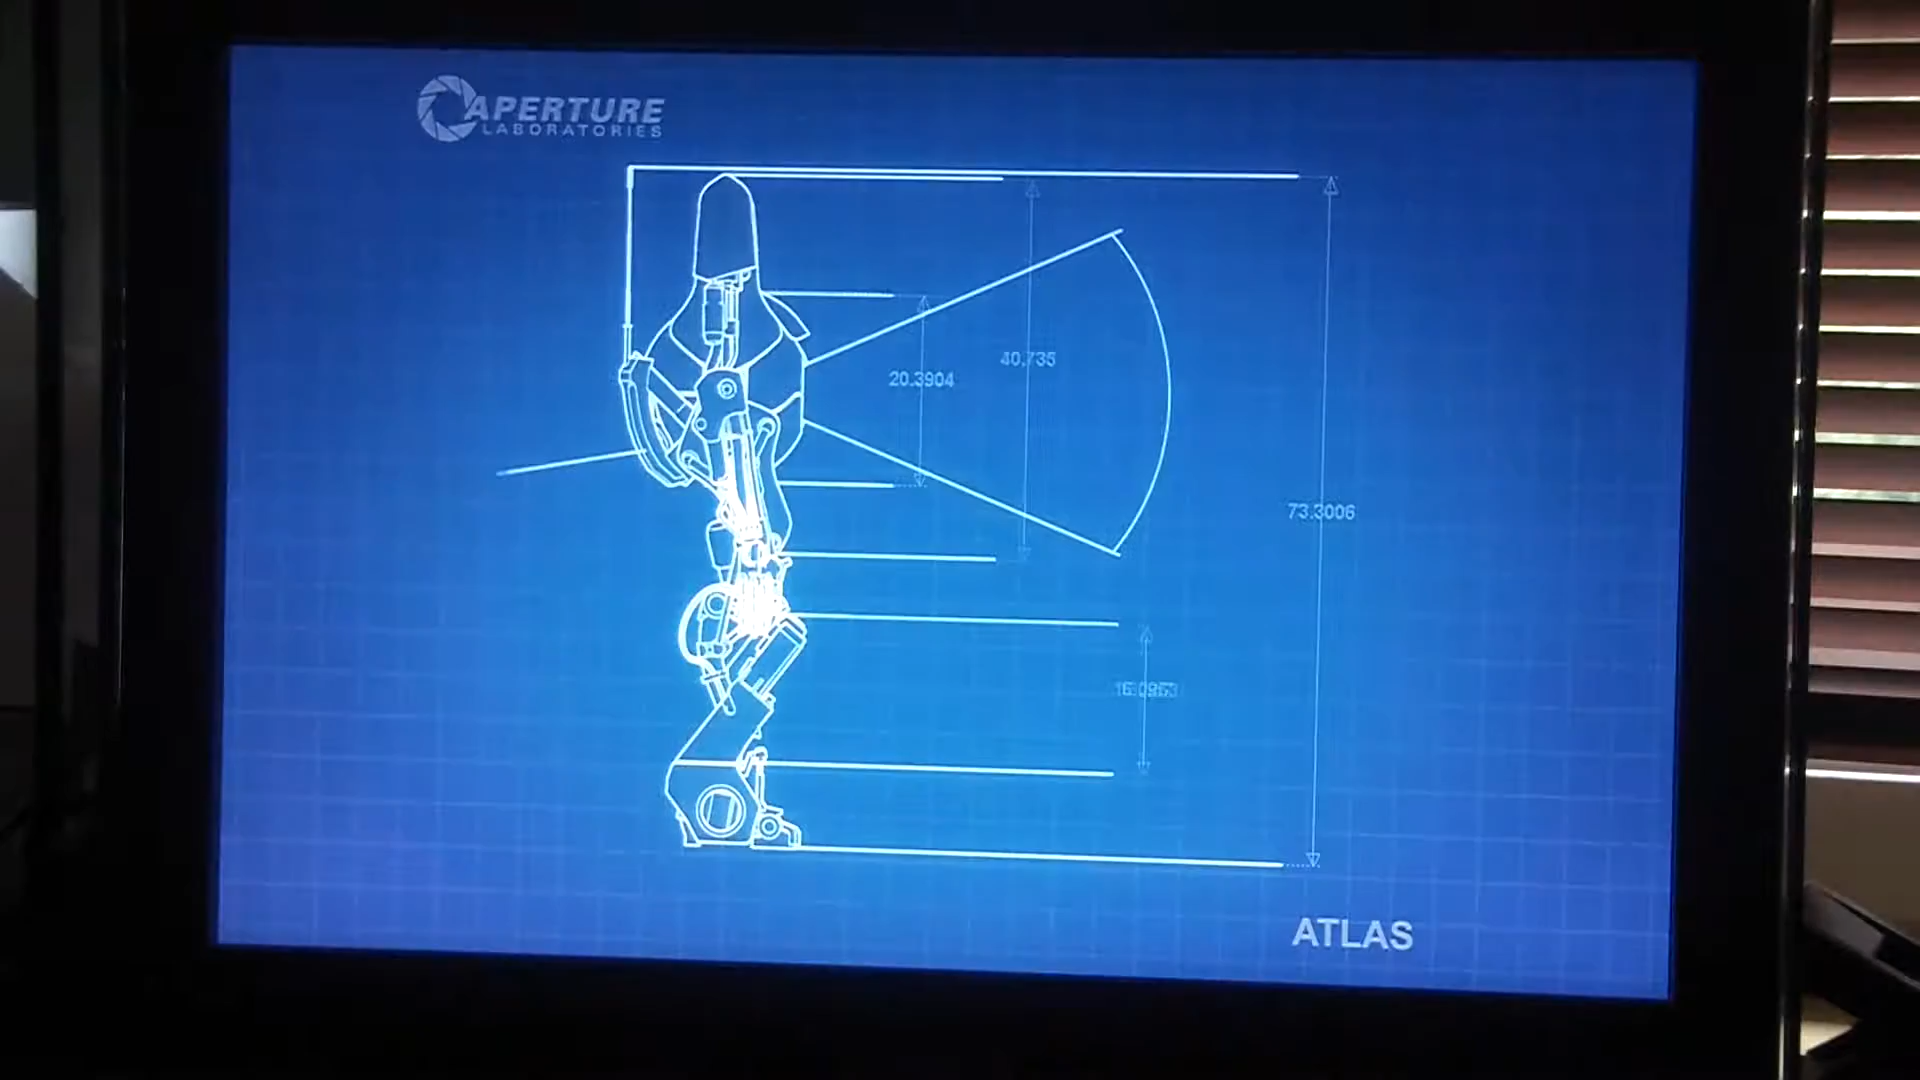 APERTURE
LABORATORIES
40.735
20.3904
73.3006
ATLAS